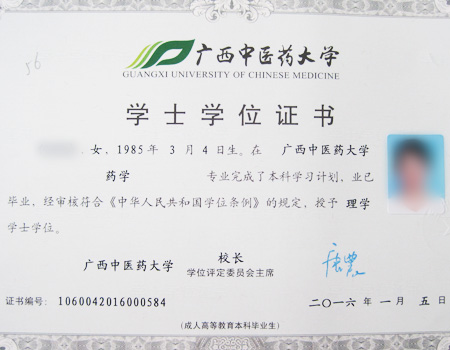 56
广西中医药大学
GUANGXI UNIVERSITY OF CHINESE MEDICINE
学士学位证书
,女,1985年 3 月 4 日生。在 广西中医药大学
药学 专业完成了本科学习计划,业已
毕业,经审核符合《中华人民共和国学位条例》的规定,授予 理学
学士学位。
广西中医药大学 校长
学位评定委员会主席
证书编号: 1060042016000584 二〇一六年 一 月 五 日
(成人高等教育本科毕业生)